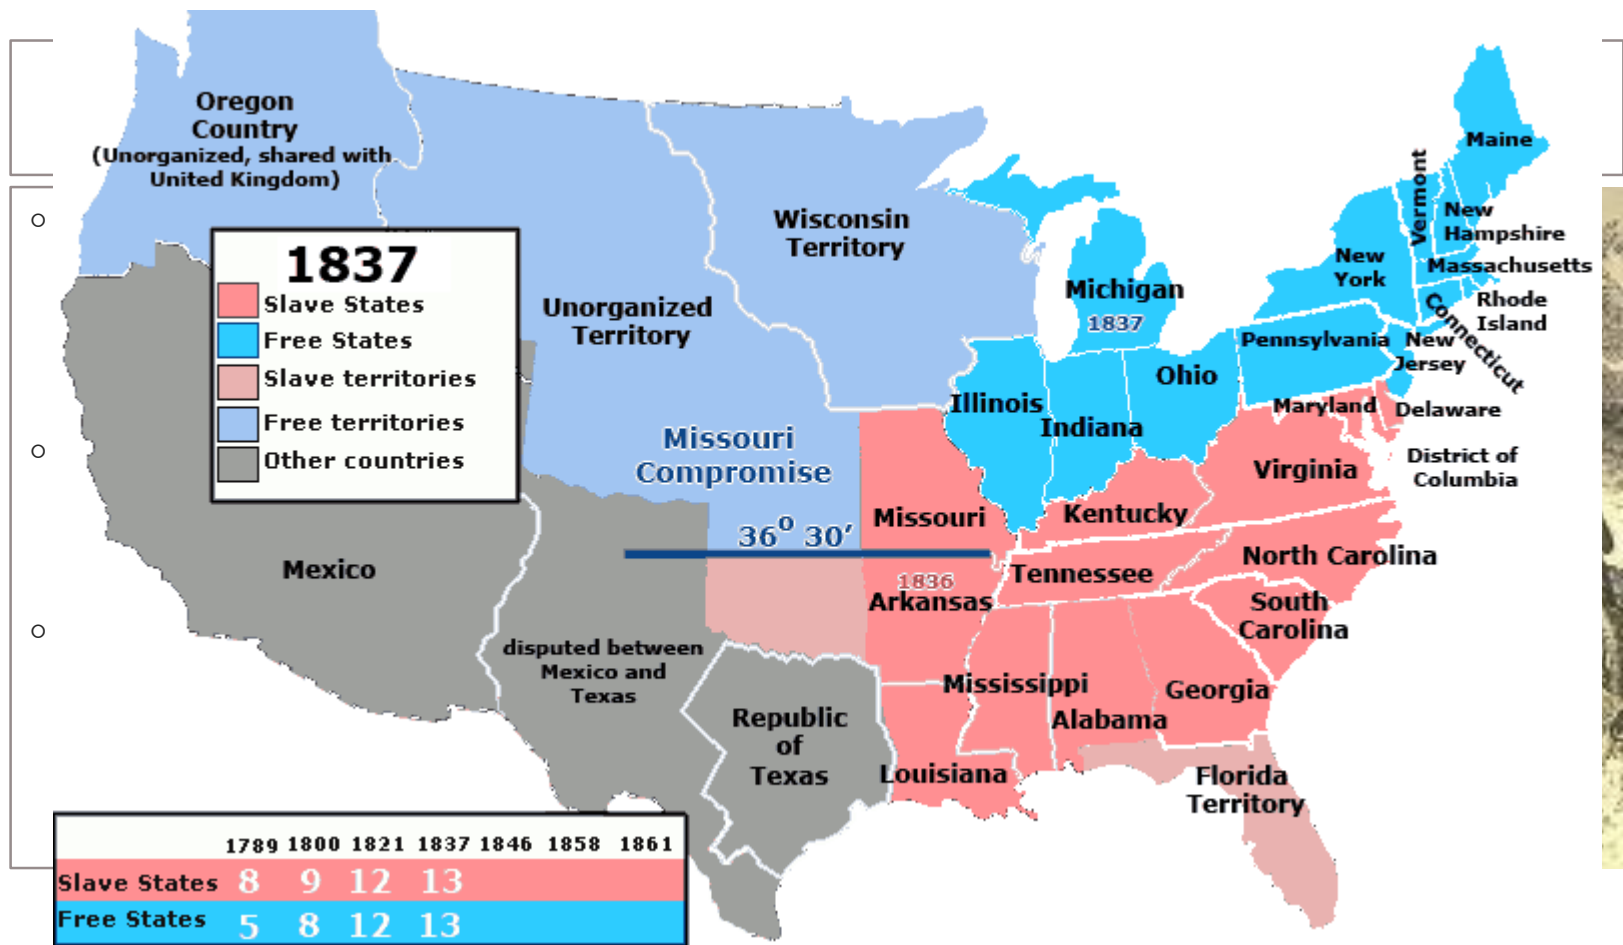 Oregon
Country
(Unorganized, shared with
United Kingdom)
Wisconsin
Territory
Unorganized
Territory
1837
Slave States
Free States
Slave territories
Free territories
Other countries
Missouri
Compromise
36º 30'
Mexico
disputed between
Mexico and
Texas
Republic
of
Texas
Michigan
1837
Illinois
Indiana
Ohio
Maine
Vermont
New
Hampshire
New
York
Massachusetts
Rhode
Island
Connecticut
Pennsylvania
New
Jersey
Maryland
Delaware
District of
Columbia
Virginia
Missouri
Kentucky
North Carolina
Tennessee
1836
Arkansas
South
Carolina
Mississippi
Alabama
Georgia
Louisiana
Florida
Territory
1789 1800 1821 1837 1846 1858 1861
Slave States 8 9 12 13
Free States 5 8 12 13